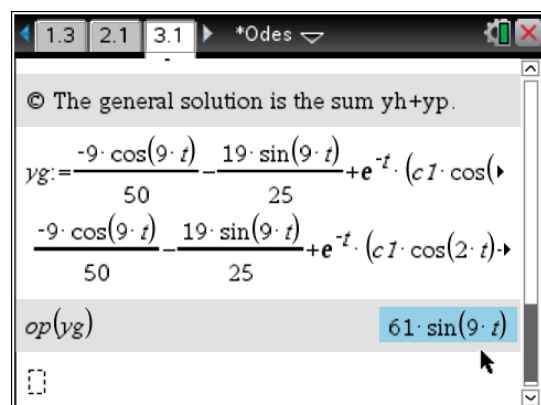 1.3 2.1 3.1 *Odes
© The general solution is the sum yh+yp.
yg:=-9·cos(9·t)/50-19·sin(9·t)/25+e^-t·(c1·cos(
-9·cos(9·t)/50-19·sin(9·t)/25+e^-t·(c1·cos(2·t)-
op(yg) 61·sin(9·t)